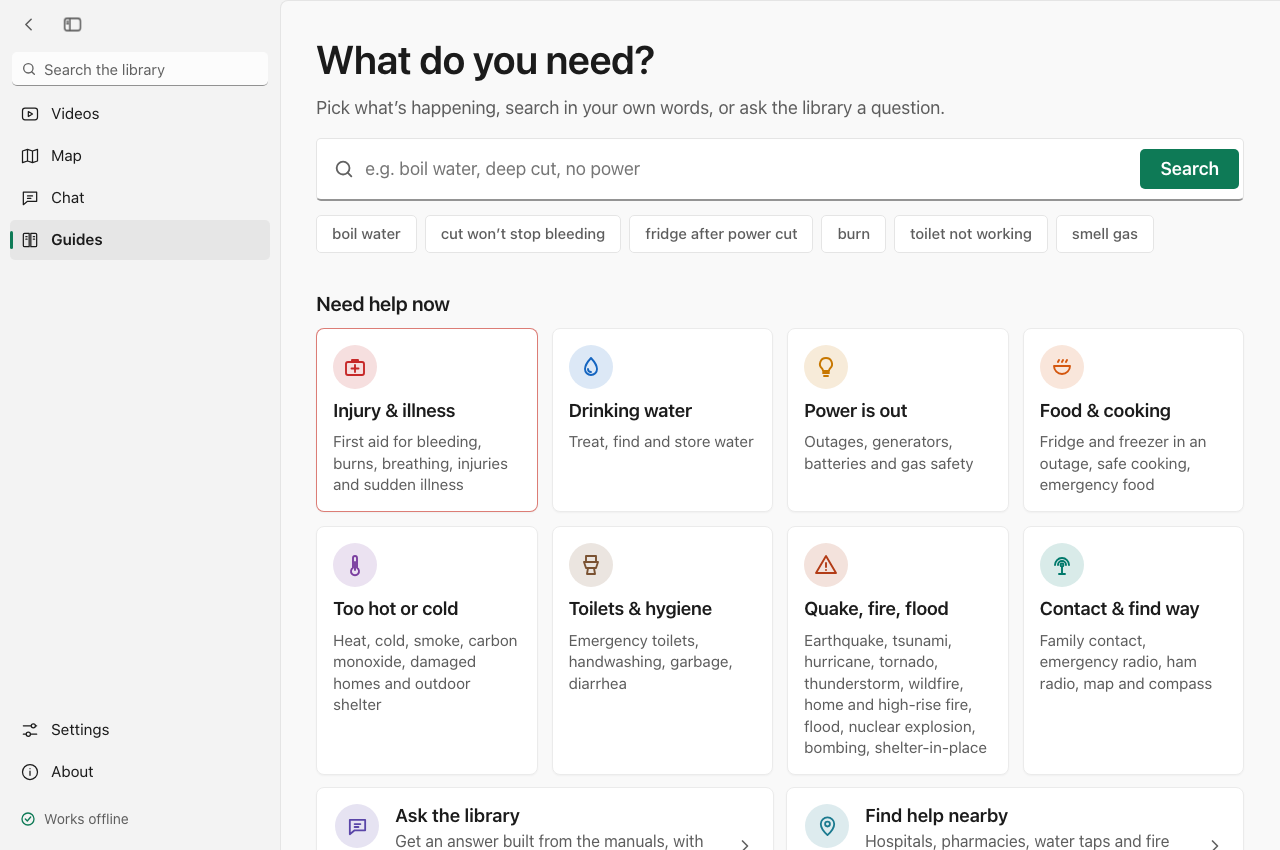 Search the library
Videos
Map
Chat
Guides
Settings
About
Works offline
What do you need?
Pick what’s happening, search in your own words, or ask the library a question.
e.g. boil water, deep cut, no power
Search
boil water
cut won’t stop bleeding
fridge after power cut
burn
toilet not working
smell gas
Need help now
Injury & illness
First aid for bleeding,
burns, breathing, injuries
and sudden illness
Drinking water
Treat, find and store water
Power is out
Outages, generators,
batteries and gas safety
Food & cooking
Fridge and freezer in an
outage, safe cooking,
emergency food
Too hot or cold
Heat, cold, smoke, carbon
monoxide, damaged
homes and outdoor
shelter
Toilets & hygiene
Emergency toilets,
handwashing, garbage,
diarrhea
Quake, fire, flood
Earthquake, tsunami,
hurricane, tornado,
thunderstorm, wildfire,
home and high-rise fire,
flood, nuclear explosion,
bombing, shelter-in-place
Contact & find way
Family contact,
emergency radio, ham
radio, map and compass
Ask the library
Get an answer built from the manuals, with
Find help nearby
Hospitals, pharmacies, water taps and fire